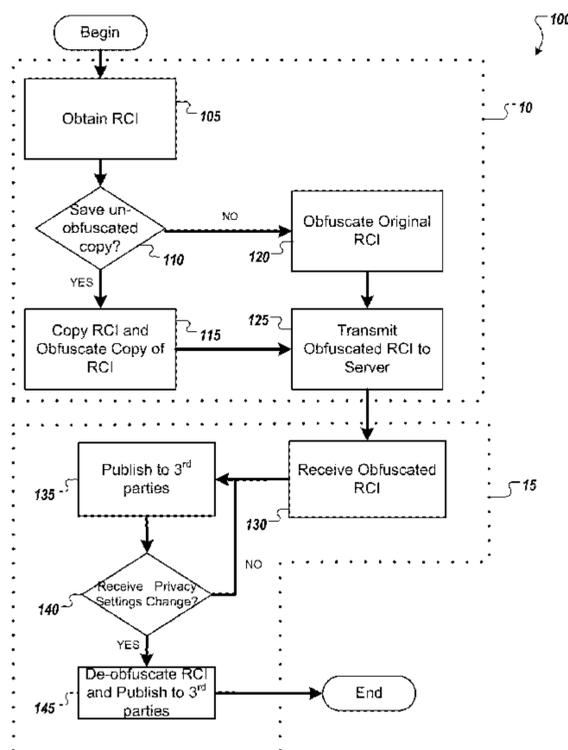 Begin
100
Obtain RCI
105
10
Save un-
obfuscated
copy?
110
NO
YES
Obfuscate Original
RCI
120
Copy RCI and
Obfuscate Copy of
RCI
115
125
Transmit
Obfuscated RCI to
Server
Receive Obfuscated
RCI
130
15
Publish to 3rd
parties
135
Receive Privacy
Settings Change?
140
NO
YES
De-obfuscate RCI
and Publish to 3rd
parties
145
End